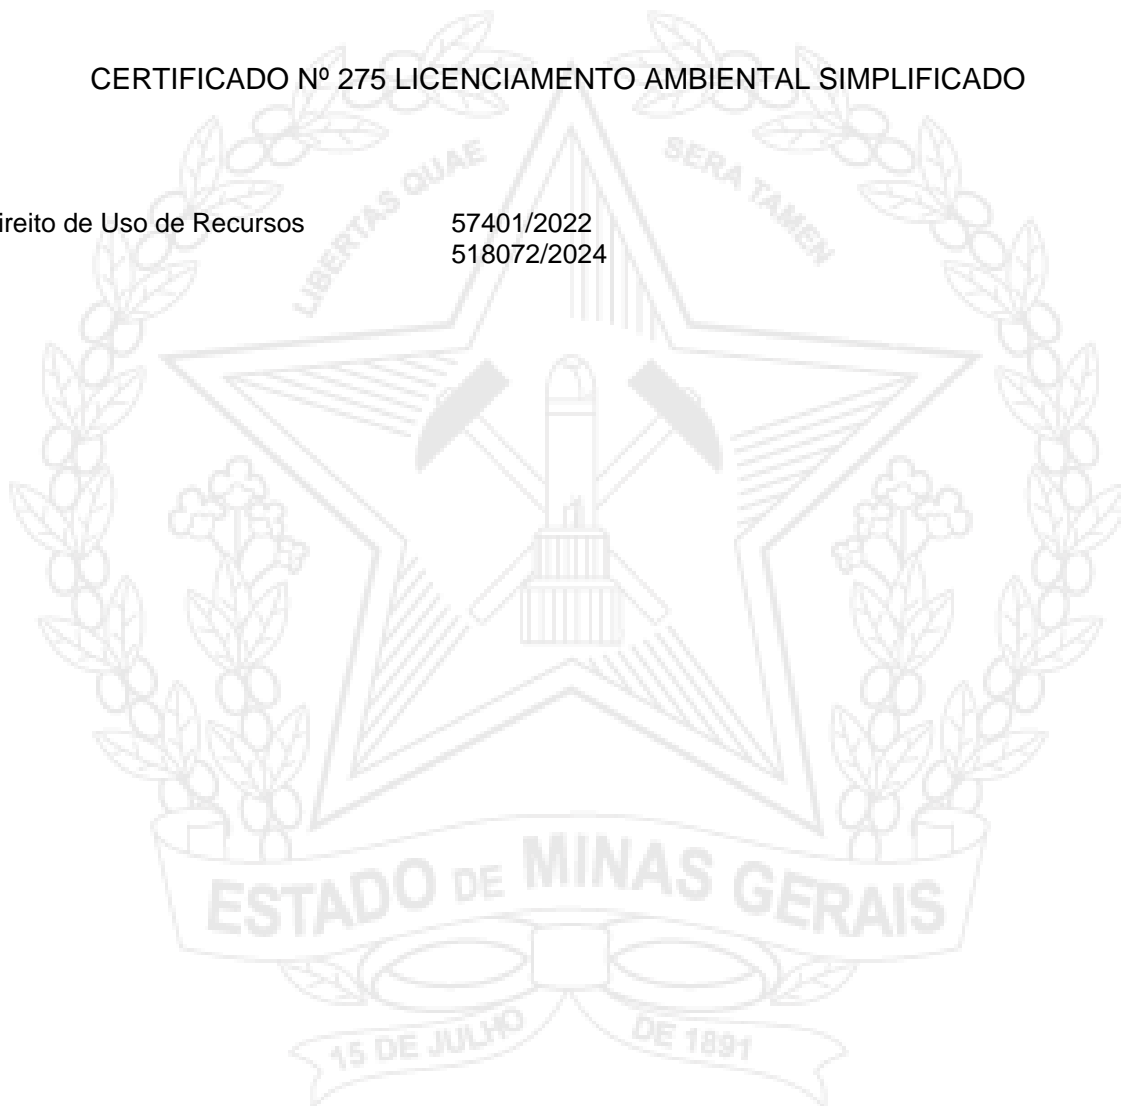 CERTIFICADO Nº 275 LICENCIAMENTO AMBIENTAL SIMPLIFICADO
LIBERTAS QUAE SERA TAMEN
ireito de Uso de Recursos 57401/2022
518072/2024
ESTADO DE MINAS GERAIS
15 DE JULHO DE 1891